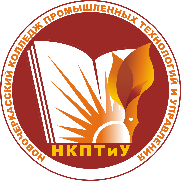 НОВОЧЕРКАССКИЙ КОЛЛЕДЖ ПРОМЫШЛЕННЫХ ТЕХНОЛОГИЙ И УПРАВЛЕНИЯ
НКПТиУ